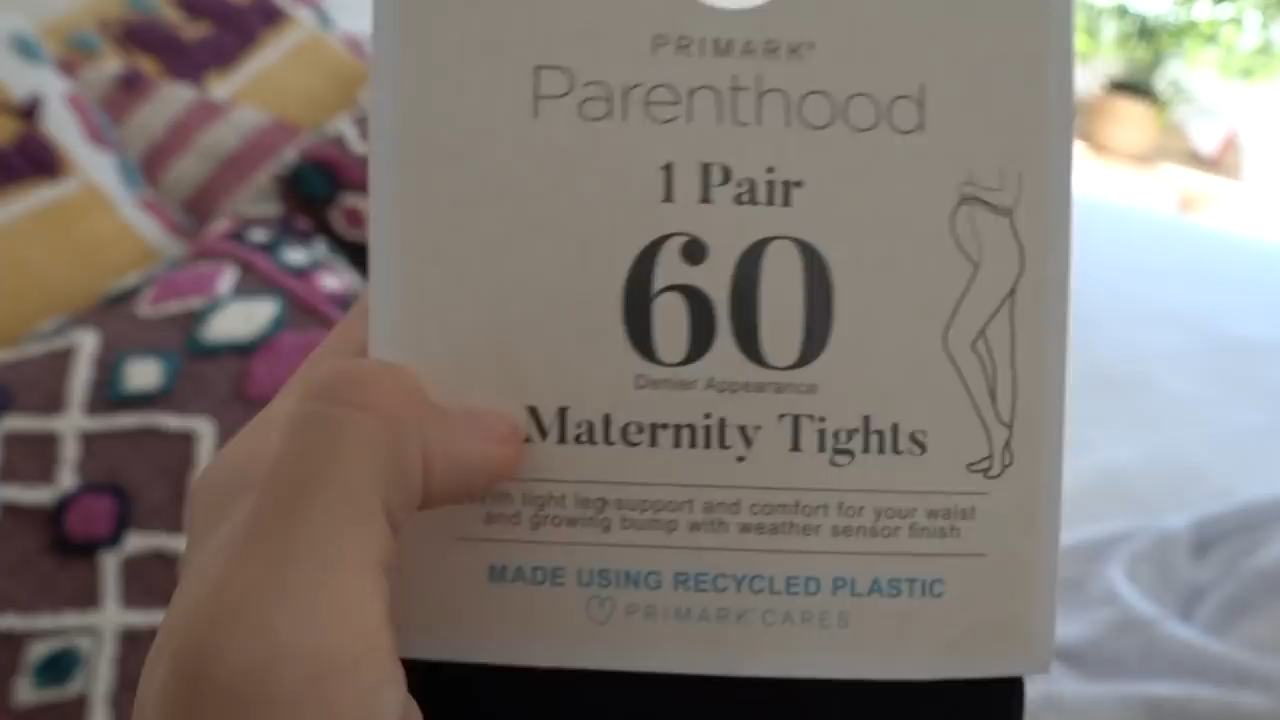 PRIMARK®
Parenthood
1 Pair
60
Denier Appearance
Maternity Tights
light leg support and comfort for your waist
and growing bump with weather sensor finish
MADE USING RECYCLED PLASTIC
PRIMARK CARES